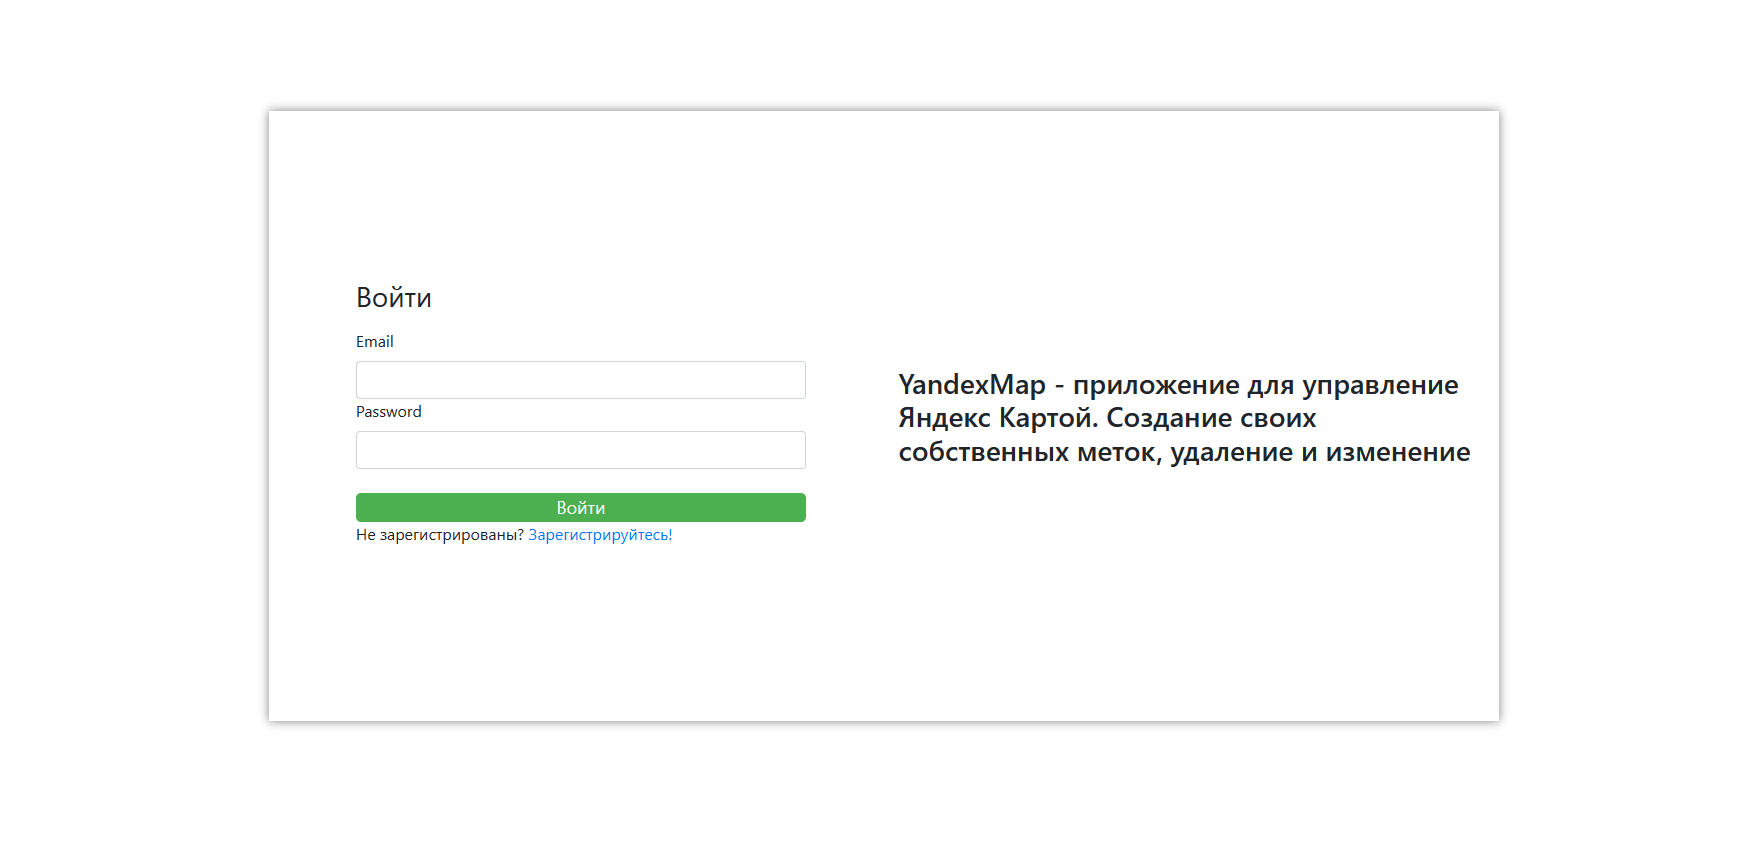 Войти
Email
Password
Войти
Не зарегистрированы? Зарегистрируйтесь!
YandexMap - приложение для управление
Яндекс Картой. Создание своих
собственных меток, удаление и изменение